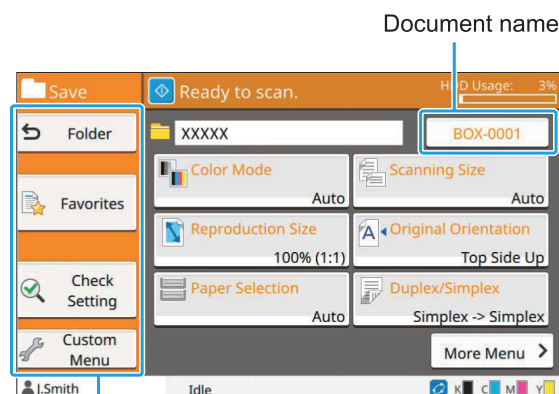 Document name
Save
Ready to scan.
HDD Usage: 3%
Folder
XXXXX
BOX-0001
Favorites
Color Mode
Auto
Scanning Size
Auto
Reproduction Size
100% (1:1)
Original Orientation
Top Side Up
Check
Setting
Paper Selection
Auto
Duplex/Simplex
Simplex -> Simplex
Custom
Menu
More Menu >
J.Smith
Idle
K C M Y